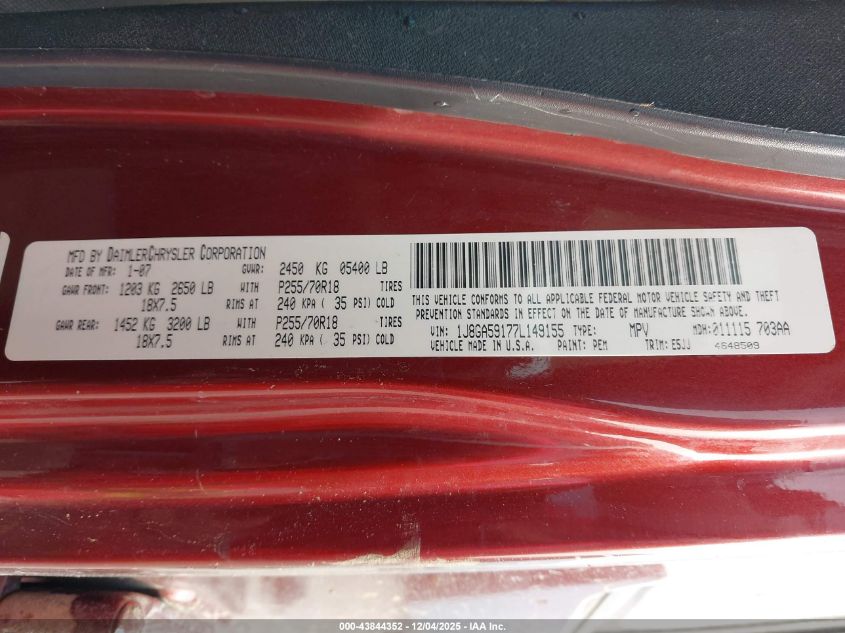 MFD BY DAIMLERCHRYSLER CORPORATION
DATE OF MFR: 1-07 GVWR: 2450 KG 05400 LB
GAWR FRONT: 1203 KG 2650 LB WITH P255/70R18 TIRES
18X7.5 RIMS AT 240 KPA ( 35 PSI) COLD
GAWR REAR: 1452 KG 3200 LB WITH P255/70R18 TIRES
18X7.5 RIMS AT 240 KPA ( 35 PSI) COLD
THIS VEHICLE CONFORMS TO ALL APPLICABLE FEDERAL MOTOR VEHICLE SAFETY AND THEFT
PREVENTION STANDARDS IN EFFECT ON THE DATE OF MANUFACTURE SHOWN ABOVE.
VIN: 1J8GA59177L149155 TYPE: MPV MDH: 011115 703AA
VEHICLE MADE IN U.S.A. PAINT: PEM TRIM: E5JJ 4648509
000-43844352 | 12/04/2025 - IAA Inc.